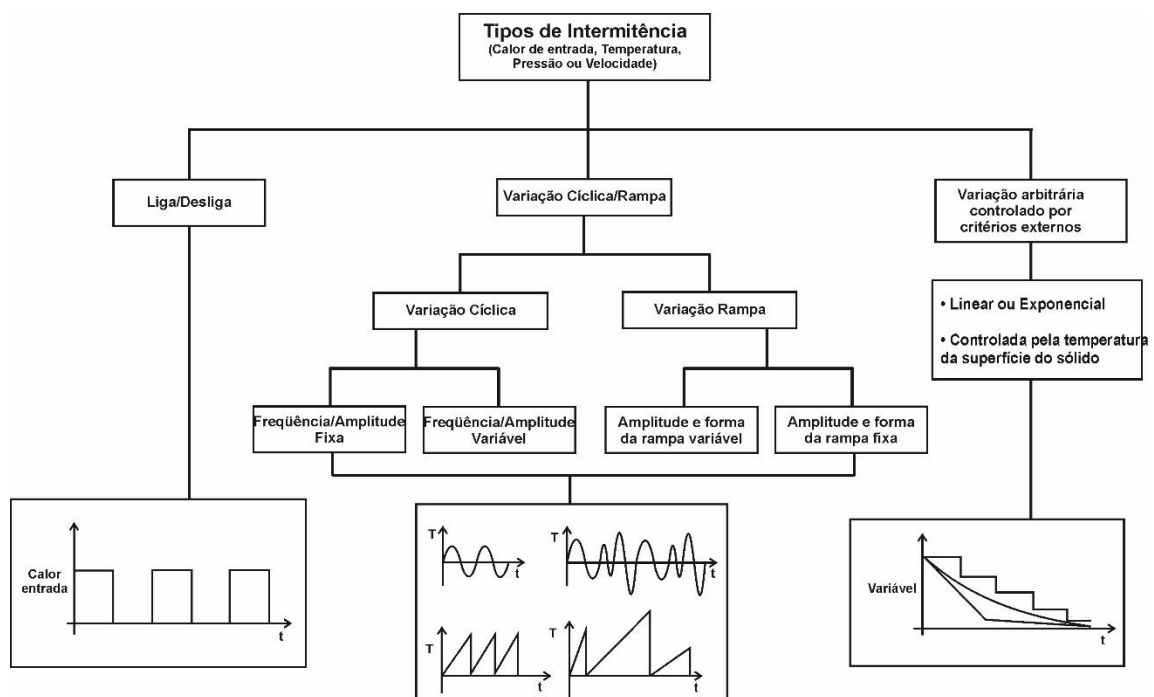 Tipos de Intermitência
(Calor de entrada, Temperatura,
Pressão ou Velocidade)
Liga/Desliga
Variação Cíclica/Rampa
Variação arbitrária
controlado por
critérios externos
Variação Cíclica
Variação Rampa
• Linear ou Exponencial
• Controlada pela temperatura
da superfície do sólido
Freqüência/Amplitude
Fixa
Freqüência/Amplitude
Variável
Amplitude e forma
da rampa variável
Amplitude e forma
da rampa fixa
Calor
entrada
t
T
t
T
t
T
t
T
t
Variável
t